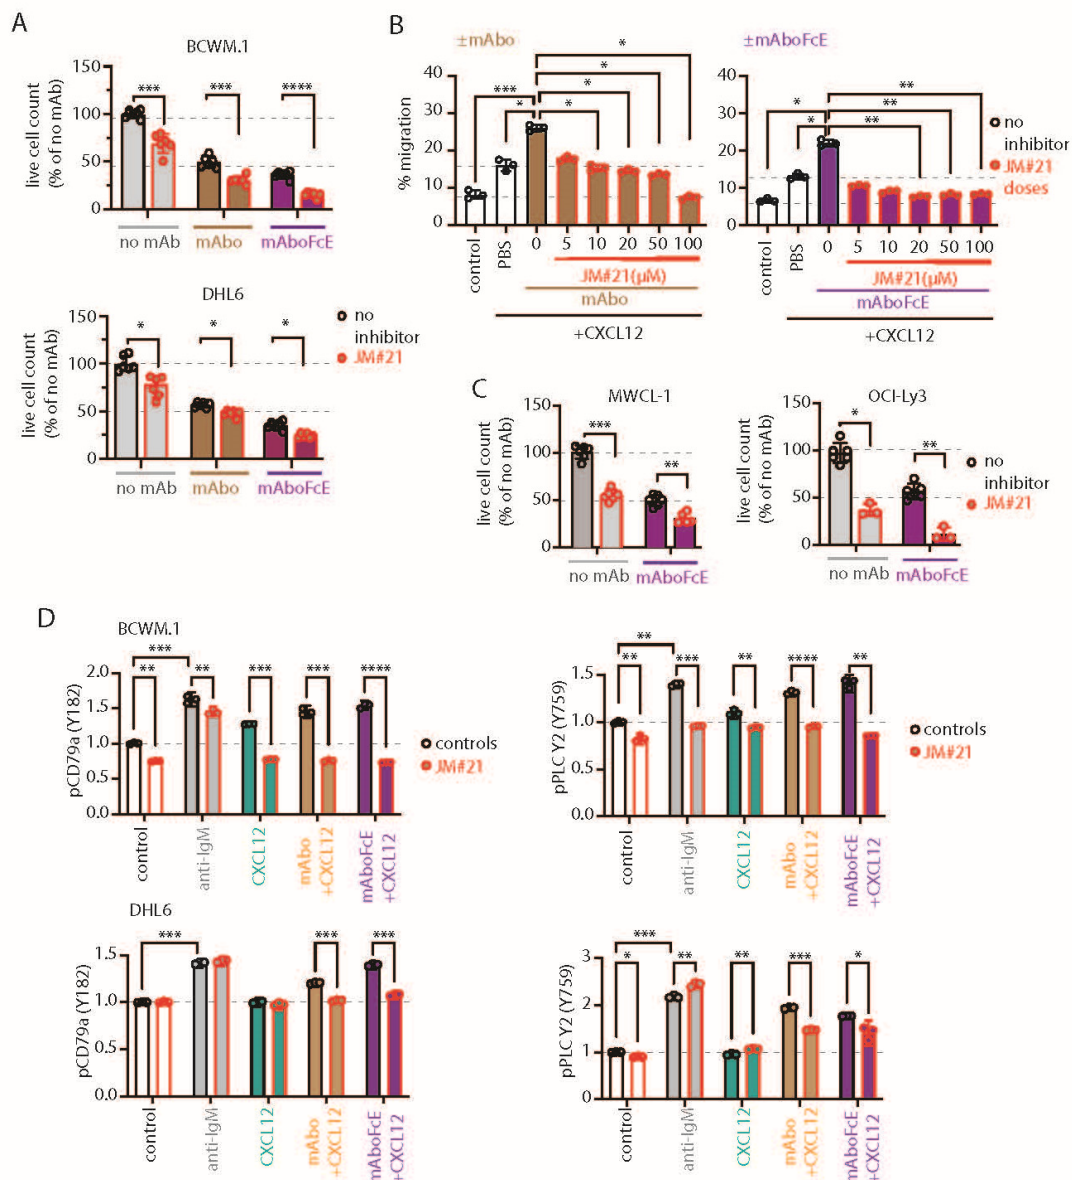 A
BCWM.1
live cell count
(% of no mAb)
150
100
50
0
***
***
****
no mAb
mAbo
mAboFcE
DHL6
live cell count
(% of no mAb)
150
100
50
0
*
*
*
no mAb
mAbo
mAboFcE
no
inhibitor
JM#21
B
±mAbo
% migration
40
30
20
10
0
*
*
*
***
*
*
control
PBS
0
5
10
20
50
100
JM#21(μM)
mAbo
+CXCL12
±mAboFcE
40
30
20
10
0
**
**
*
*
**
control
PBS
0
5
10
20
50
100
JM#21(μM)
mAboFcE
+CXCL12
no
inhibitor
JM#21
doses
C
MWCL-1
live cell count
(% of no mAb)
150
100
50
0
***
**
no mAb
mAboFcE
OCI-Ly3
live cell count
(% of no mAb)
150
100
50
0
*
**
no mAb
mAboFcE
no
inhibitor
JM#21
D
BCWM.1
pCD79a (Y182)
2.0
1.5
1.0
0.5
0.0
***
**
**
***
***
****
control
anti-IgM
CXCL12
mAbo
+CXCL12
mAboFcE
+CXCL12
pPLC Y2 (Y759)
1.5
1.0
0.5
0.0
**
**
***
**
****
**
control
anti-IgM
CXCL12
mAbo
+CXCL12
mAboFcE
+CXCL12
controls
JM#21
DHL6
pCD79a (Y182)
1.5
1.0
0.5
0.0
***
***
***
control
anti-IgM
CXCL12
mAbo
+CXCL12
mAboFcE
+CXCL12
pPLC Y2 (Y759)
3
2
1
0
***
*
**
**
***
*
control
anti-IgM
CXCL12
mAbo
+CXCL12
mAboFcE
+CXCL12